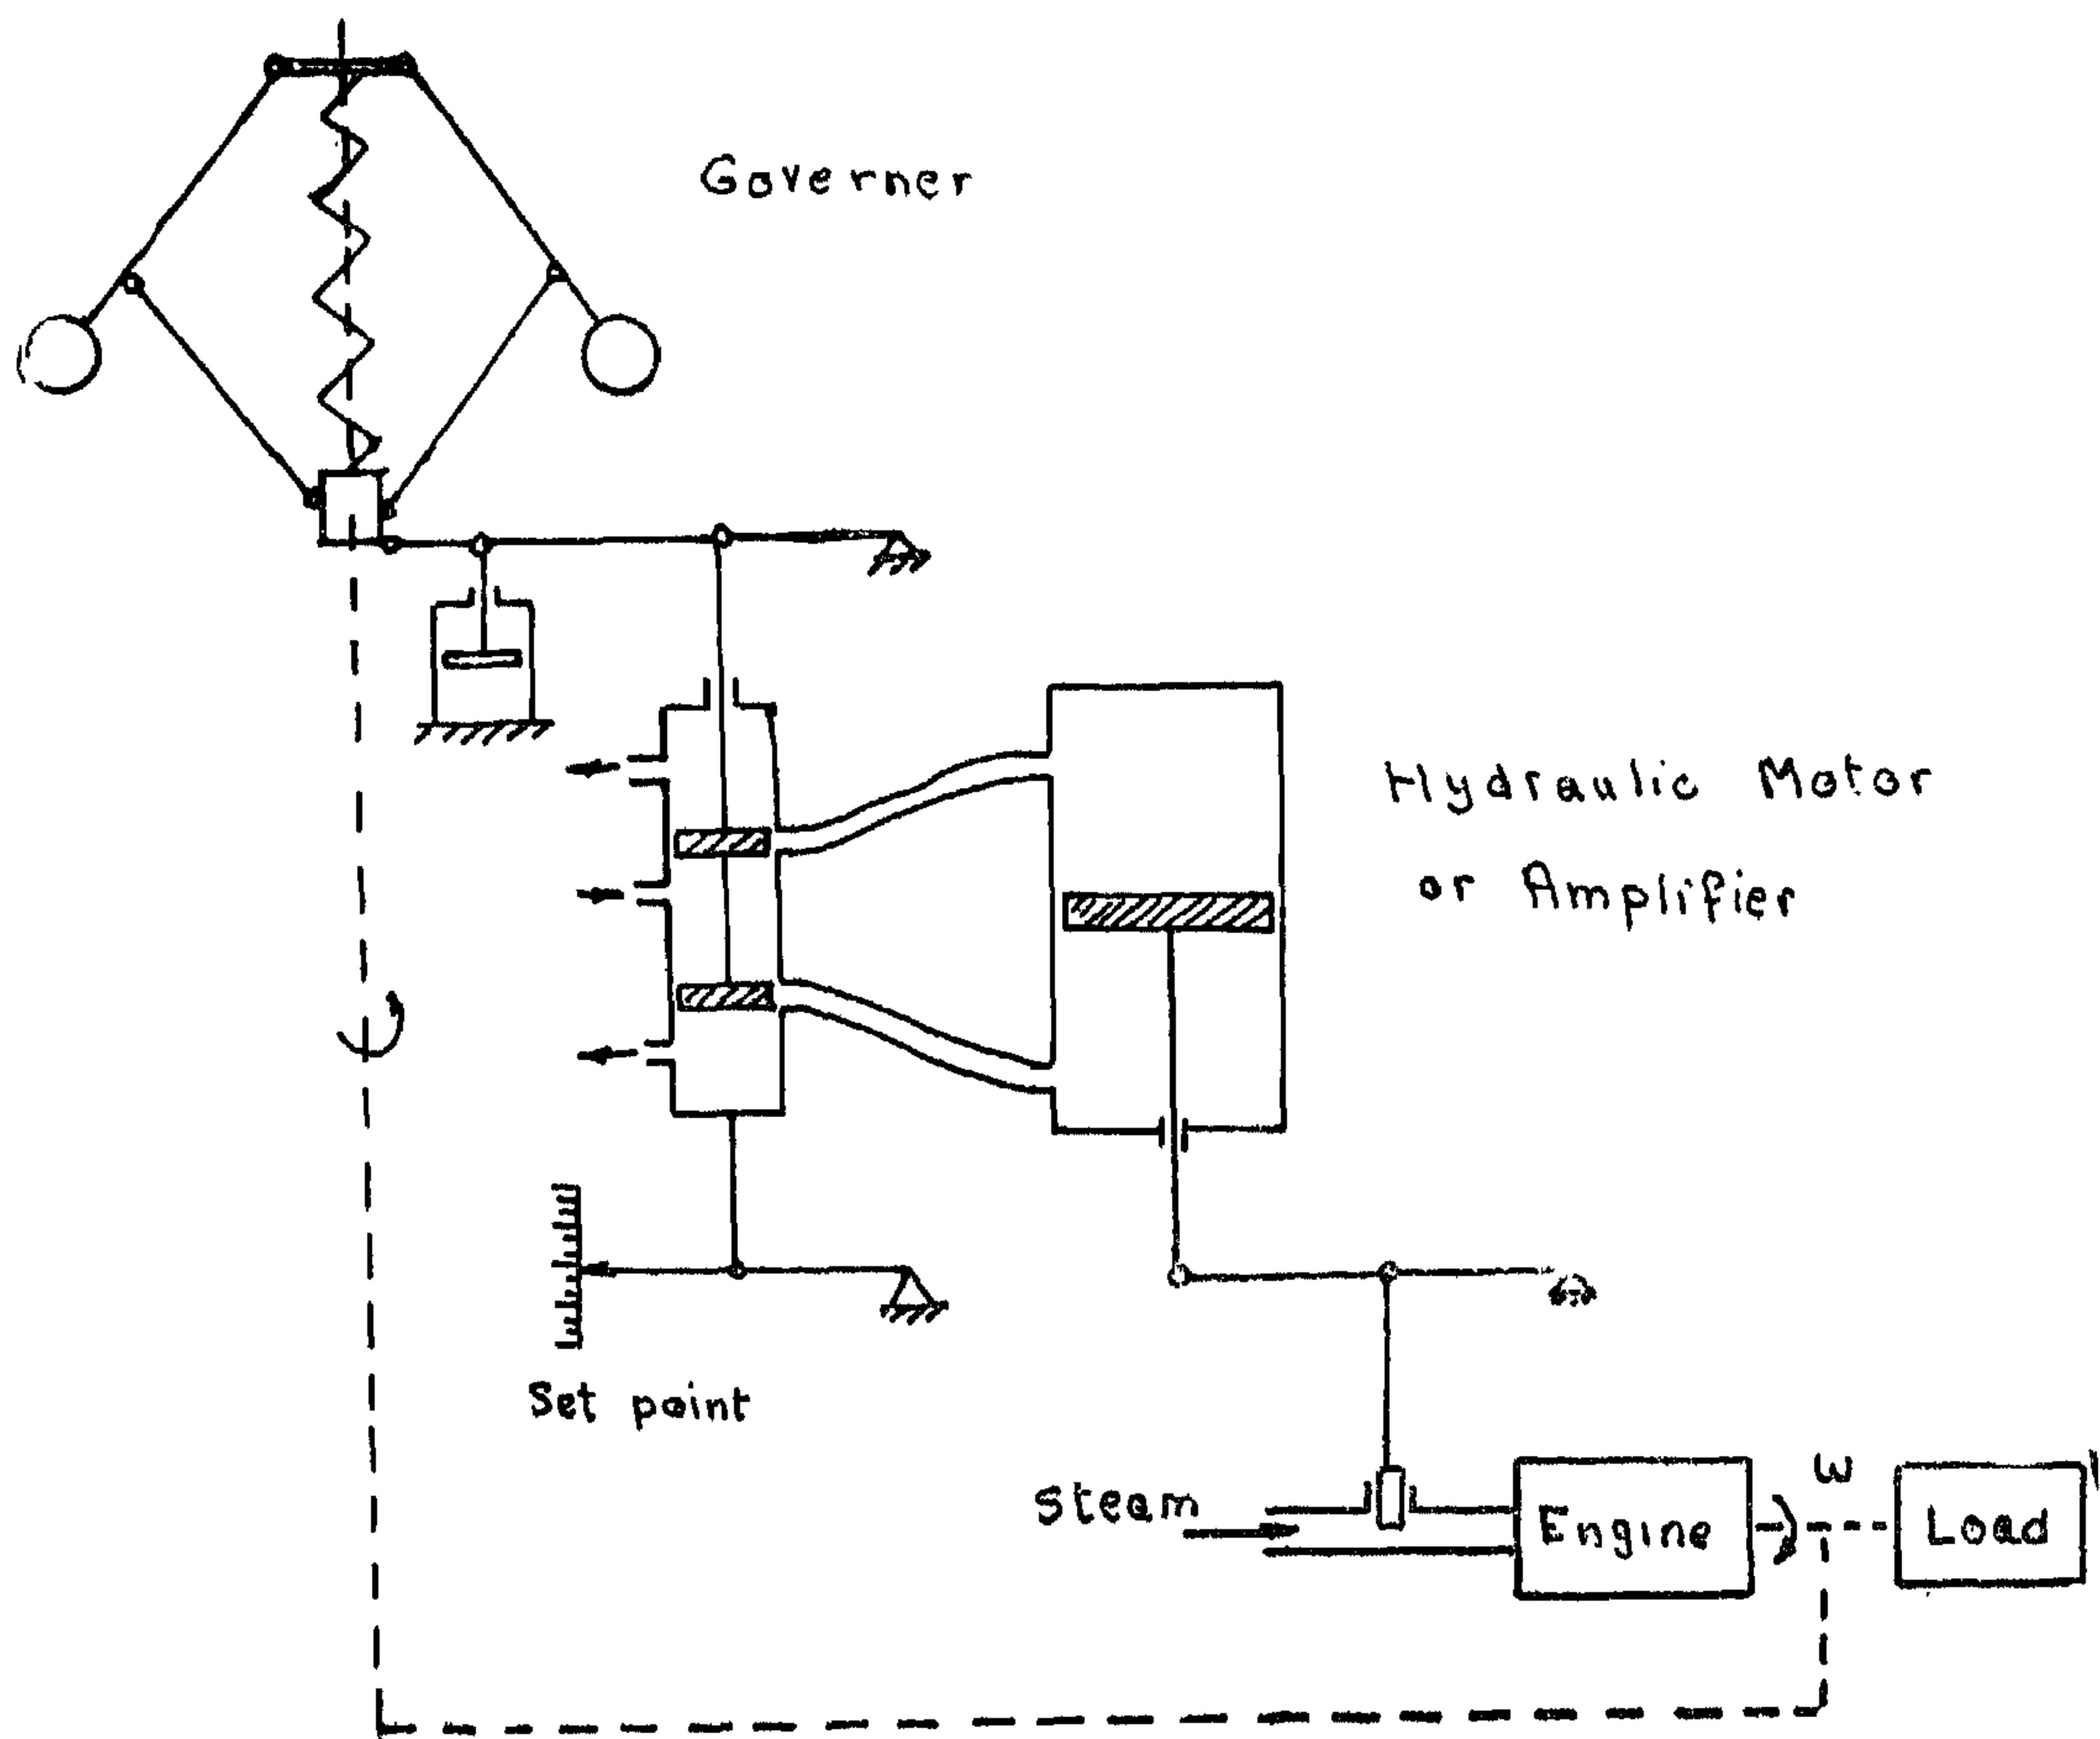 Governer
Hydraulic Motor
or Amplifier
Set point
steam
Engine
ω
Load